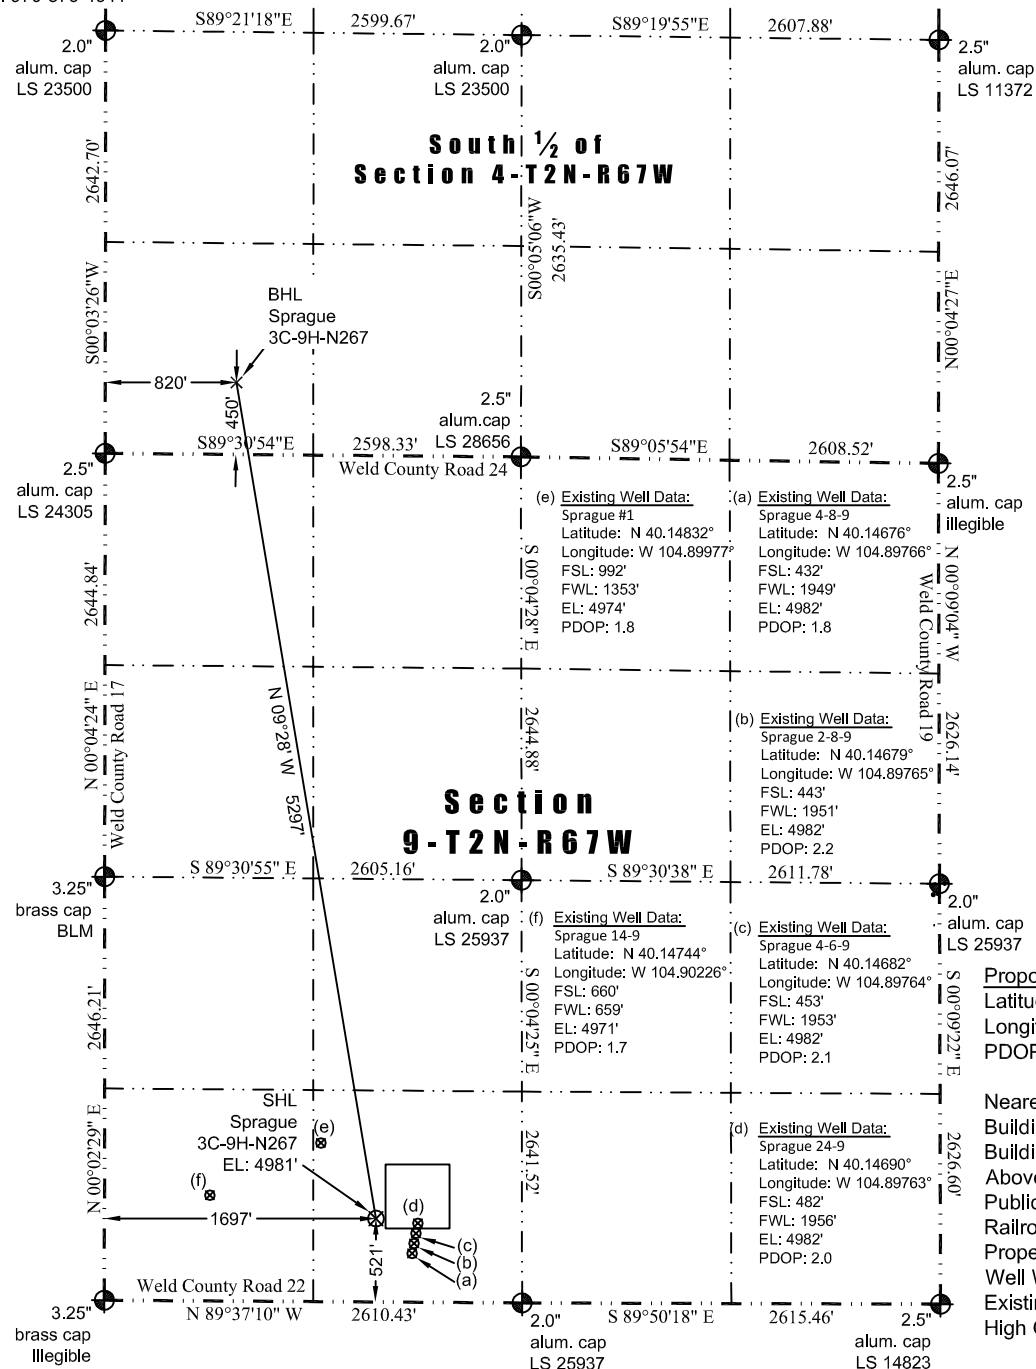 S89°21'18"E 2599.67' S89°19'55"E 2607.88'
2.0"
alum. cap
LS 23500
2.0"
alum. cap
LS 23500
2.5"
alum. cap
LS 11372
South ½ of
Section 4-T2N-R67W
2642.70'
S00°03'26"W
S00°05'06"W
2635.43'
2646.07'
N00°04'27"E
BHL
Sprague
3C-9H-N267
820'
450'
2.5"
alum.cap
LS 28656
S89°30'54"E 2598.33' S89°05'54"E 2608.52'
Weld County Road 24
2.5"
alum. cap
LS 24305
2.5"
alum. cap
illegible
(e) Existing Well Data:
Sprague #1
Latitude: N 40.14832°
Longitude: W 104.89977°
FSL: 992'
FWL: 1353'
EL: 4974'
PDOP: 1.8
(a) Existing Well Data:
Sprague 4-8-9
Latitude: N 40.14676°
Longitude: W 104.89766°
FSL: 432'
FWL: 1949'
EL: 4982'
PDOP: 1.8
2644.84'
N 00°04'24" E
Weld County Road 17
S 00°04'28" E
2644.88'
N 00°09'04" W
Weld County Road 19
2626.14'
N 09°28' W 5297'
(b) Existing Well Data:
Sprague 2-8-9
Latitude: N 40.14679°
Longitude: W 104.89765°
FSL: 443'
FWL: 1951'
EL: 4982'
PDOP: 2.2
Section
9-T2N-R67W
S 89°30'55" E 2605.16' S 89°30'38" E 2611.78'
3.25"
brass cap
BLM
2.0"
alum. cap
LS 25937
2.0"
alum. cap
LS 25937
(f) Existing Well Data:
Sprague 14-9
Latitude: N 40.14744°
Longitude: W 104.90226°
FSL: 660'
FWL: 659'
EL: 4971'
PDOP: 1.7
(c) Existing Well Data:
Sprague 4-6-9
Latitude: N 40.14682°
Longitude: W 104.89764°
FSL: 453'
FWL: 1953'
EL: 4982'
PDOP: 2.1
2646.21'
N 00°02'29" E
S 00°04'25" E
2641.52'
S 00°09'22" E
2626.60'
Propo
Latitud
Longi
PDOP
Neare
Buildi
Buildi
Above
Public
Railro
Prope
Well W
Existin
High C
SHL
Sprague
3C-9H-N267
EL: 4981'
(e)
(f)
(d)
1697'
521'
(c)
(b)
(a)
(d) Existing Well Data:
Sprague 24-9
Latitude: N 40.14690°
Longitude: W 104.89763°
FSL: 482'
FWL: 1956'
EL: 4982'
PDOP: 2.0
Weld County Road 22
N 89°37'10" W 2610.43' S 89°50'18" E 2615.46'
3.25"
brass cap
Illegible
2.0"
alum. cap
LS 25937
2.5"
alum. cap
LS 14823